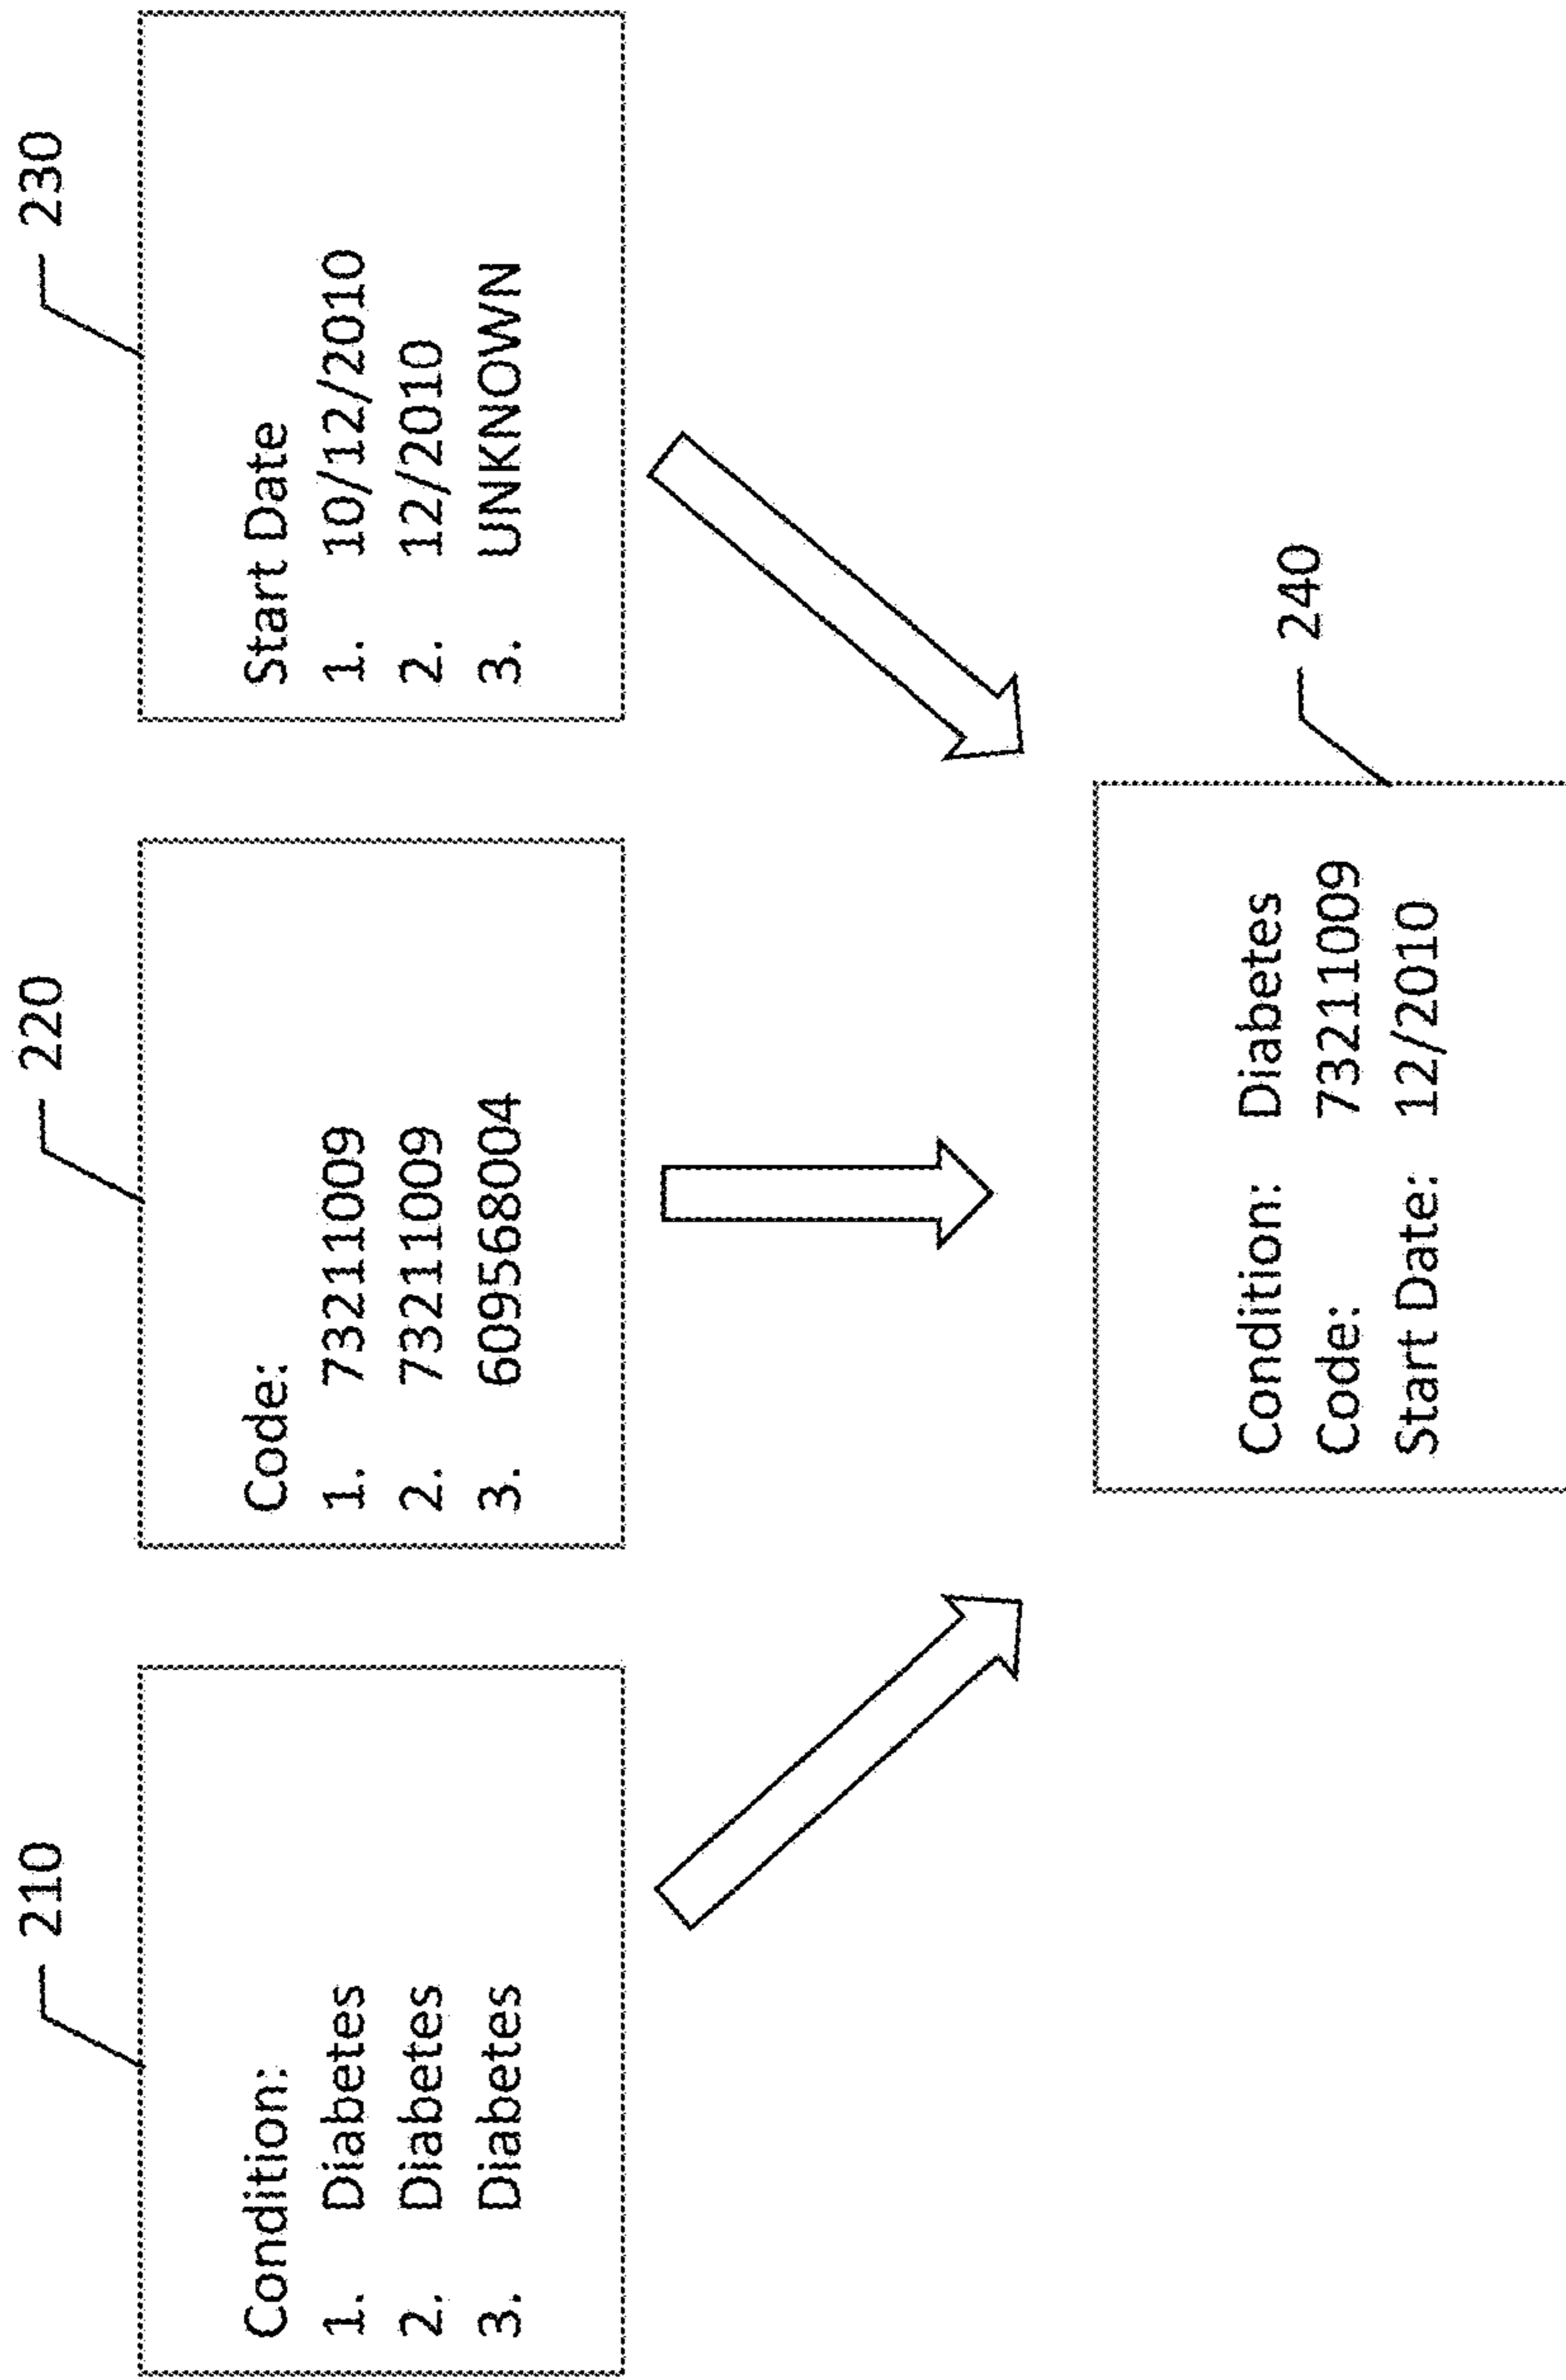 210
Condition:
1. Diabetes
2. Diabetes
3. Diabetes
220
Code:
1. 73211009
2. 73211009
3. 609568004
230
Start Date
1. 10/12/2010
2. 12/2010
3. UNKNOWN
240
Condition: Diabetes
Code: 73211009
Start Date: 12/2010